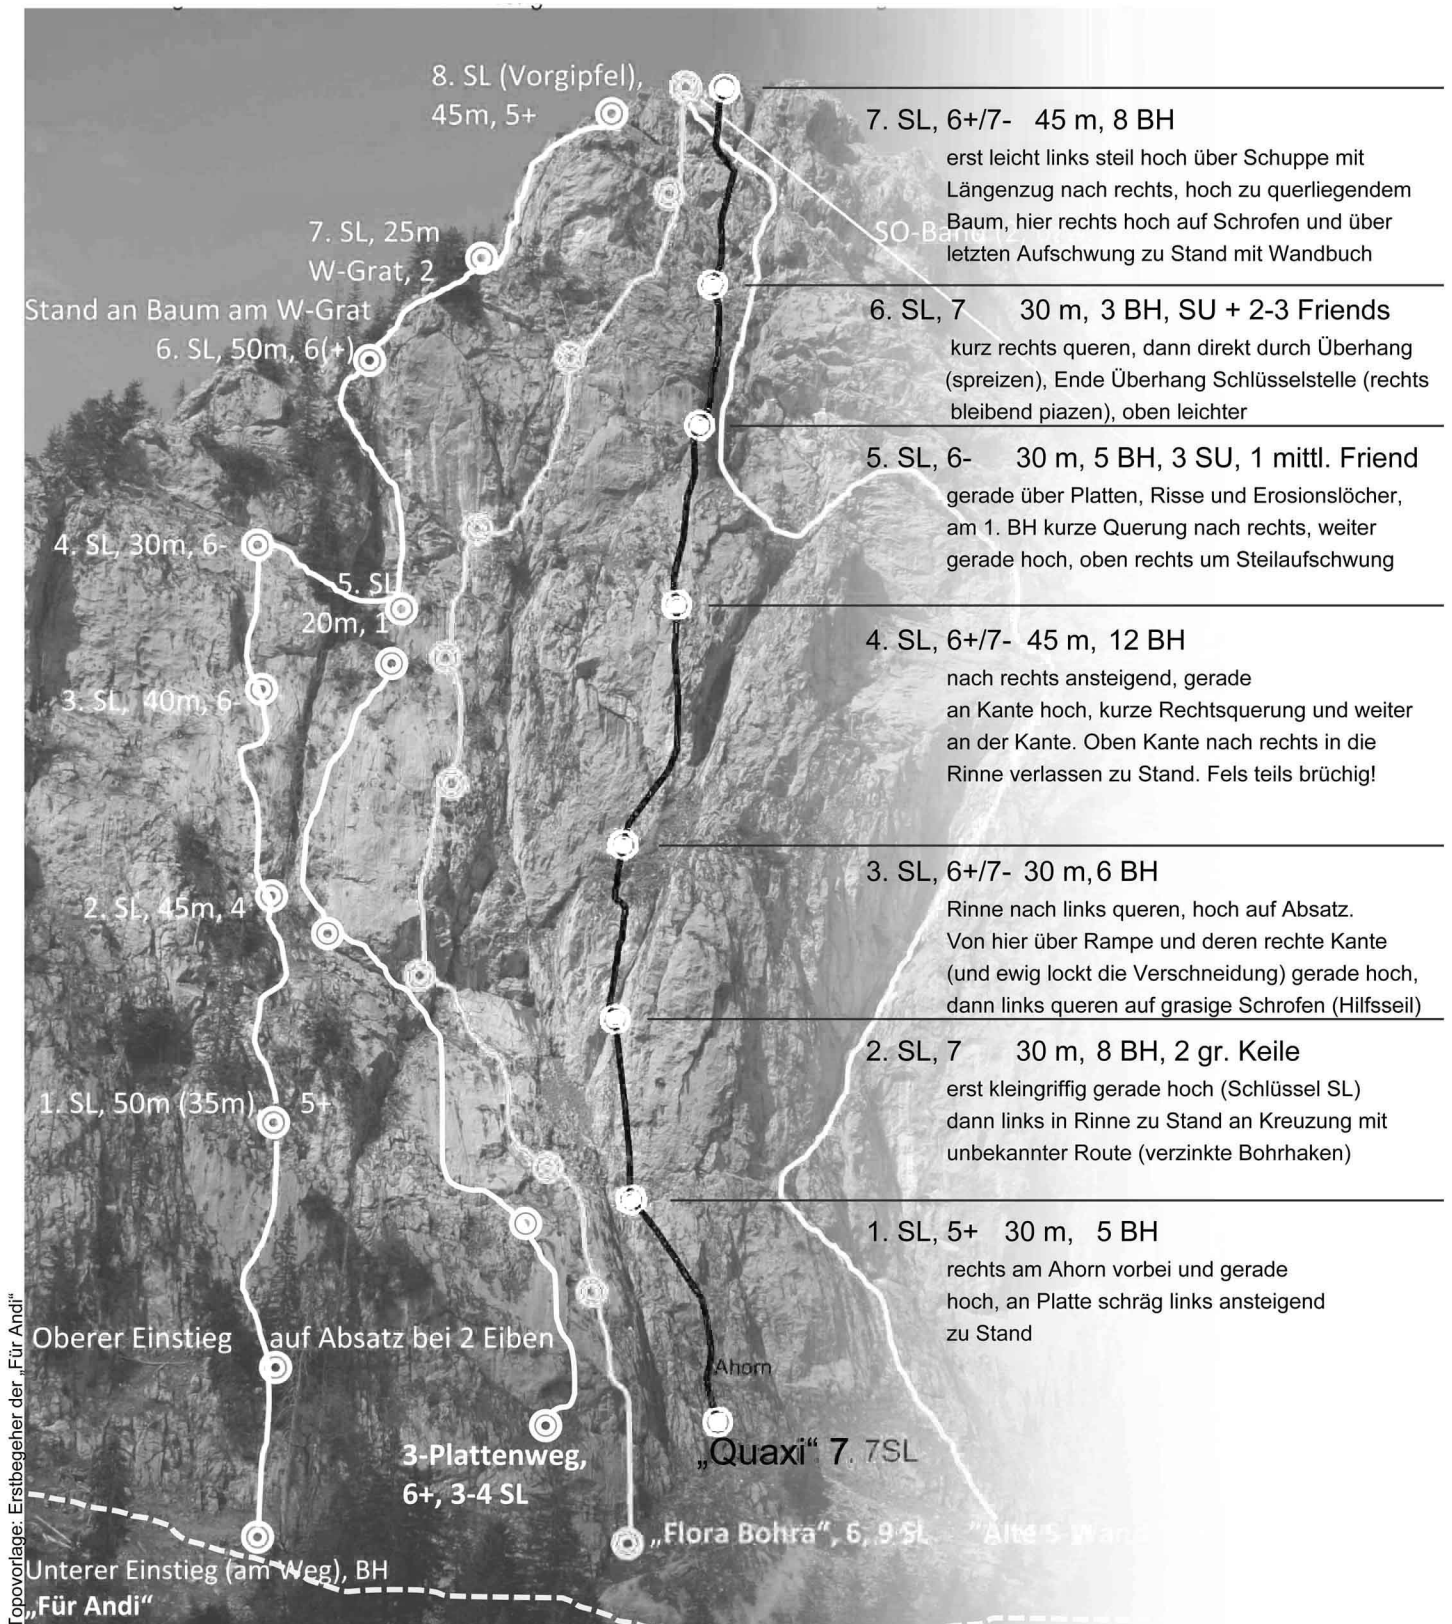 8. SL (Vorgipfel),
45m, 5+
7. SL, 25m
W-Grat, 2
Stand an Baum am W-Grat
6. SL, 50m, 6(+)
4. SL, 30m, 6-
5. SL
20m, 1
3. SL, 40m, 6-
2. SL, 45m, 4
1. SL, 50m (35m), 5+
Oberer Einstieg auf Absatz bei 2 Eiben
Unterer Einstieg (am Weg), BH
„Für Andi“
3-Plattenweg,
6+, 3-4 SL
„Flora Bohra“, 6, 9 SL
Ahorn
„Quaxi“ 7. 7SL
SO-Band
7. SL, 6+/7- 45 m, 8 BH
erst leicht links steil hoch über Schuppe mit
Längenzug nach rechts, hoch zu querliegendem
Baum, hier rechts hoch auf Schrofen und über
letzten Aufschwung zu Stand mit Wandbuch
6. SL, 7 30 m, 3 BH, SU + 2-3 Friends
kurz rechts queren, dann direkt durch Überhang
(spreizen), Ende Überhang Schlüsselstelle (rechts
bleibend piazen), oben leichter
5. SL, 6- 30 m, 5 BH, 3 SU, 1 mittl. Friend
gerade über Platten, Risse und Erosionslöcher,
am 1. BH kurze Querung nach rechts, weiter
gerade hoch, oben rechts um Steilaufschwung
4. SL, 6+/7- 45 m, 12 BH
nach rechts ansteigend, gerade
an Kante hoch, kurze Rechtsquerung und weiter
an der Kante. Oben Kante nach rechts in die
Rinne verlassen zu Stand. Fels teils brüchig!
3. SL, 6+/7- 30 m, 6 BH
Rinne nach links queren, hoch auf Absatz.
Von hier über Rampe und deren rechte Kante
(und ewig lockt die Verschneidung) gerade hoch,
dann links queren auf grasige Schrofen (Hilfsseil)
2. SL, 7 30 m, 8 BH, 2 gr. Keile
erst kleingriffig gerade hoch (Schlüssel SL)
dann links in Rinne zu Stand an Kreuzung mit
unbekannter Route (verzinkte Bohrhaken)
1. SL, 5+ 30 m, 5 BH
rechts am Ahorn vorbei und gerade
hoch, an Platte schräg links ansteigend
zu Stand
Topovorlage: Erstbegeher der „Für Andi“